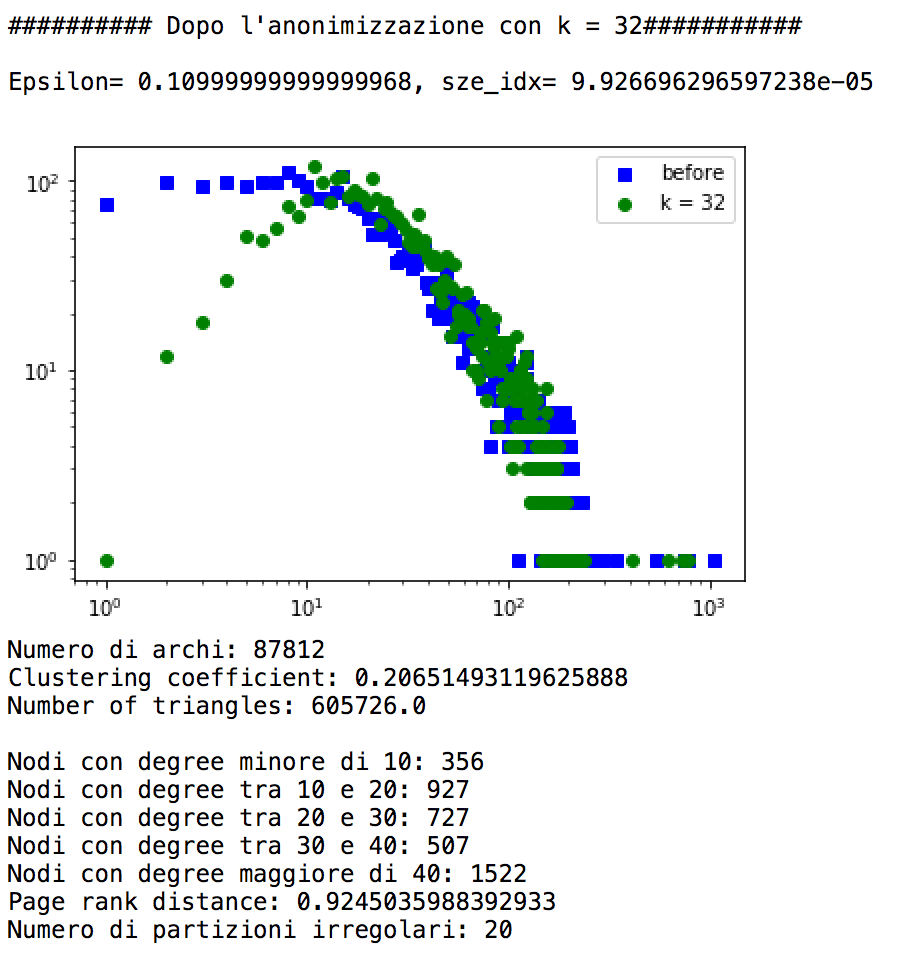 ########## Dopo l'anonimizzazione con k = 32###########
Epsilon= 0.10999999999999968, sze_idx= 9.926696296597238e-05
before
k = 32
10²
10¹
10⁰
10⁰ 10¹ 10² 10³
Numero di archi: 87812
Clustering coefficient: 0.20651493119625888
Number of triangles: 605726.0
Nodi con degree minore di 10: 356
Nodi con degree tra 10 e 20: 927
Nodi con degree tra 20 e 30: 727
Nodi con degree tra 30 e 40: 507
Nodi con degree maggiore di 40: 1522
Page rank distance: 0.9245035988392933
Numero di partizioni irregolari: 20